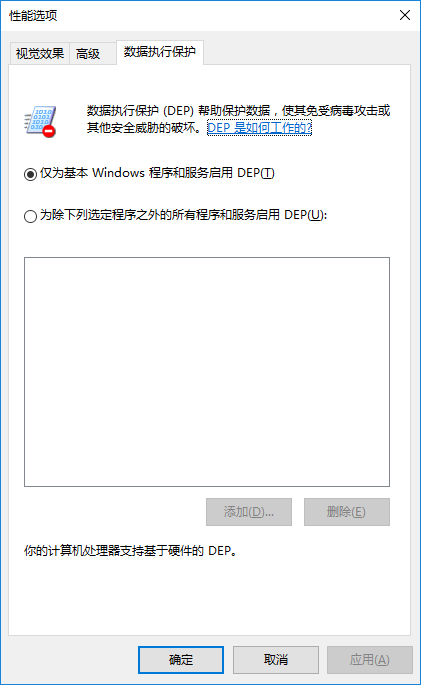 性能选项
视觉效果 高级 数据执行保护
数据执行保护 (DEP) 帮助保护数据，使其免受病毒攻击或
其他安全威胁的破坏。DEP 是如何工作的?
仅为基本 Windows 程序和服务启用 DEP(T)
为除下列选定程序之外的所有程序和服务启用 DEP(U):
添加(D)... 删除(E)
你的计算机处理器支持基于硬件的 DEP。
确定 取消 应用(A)